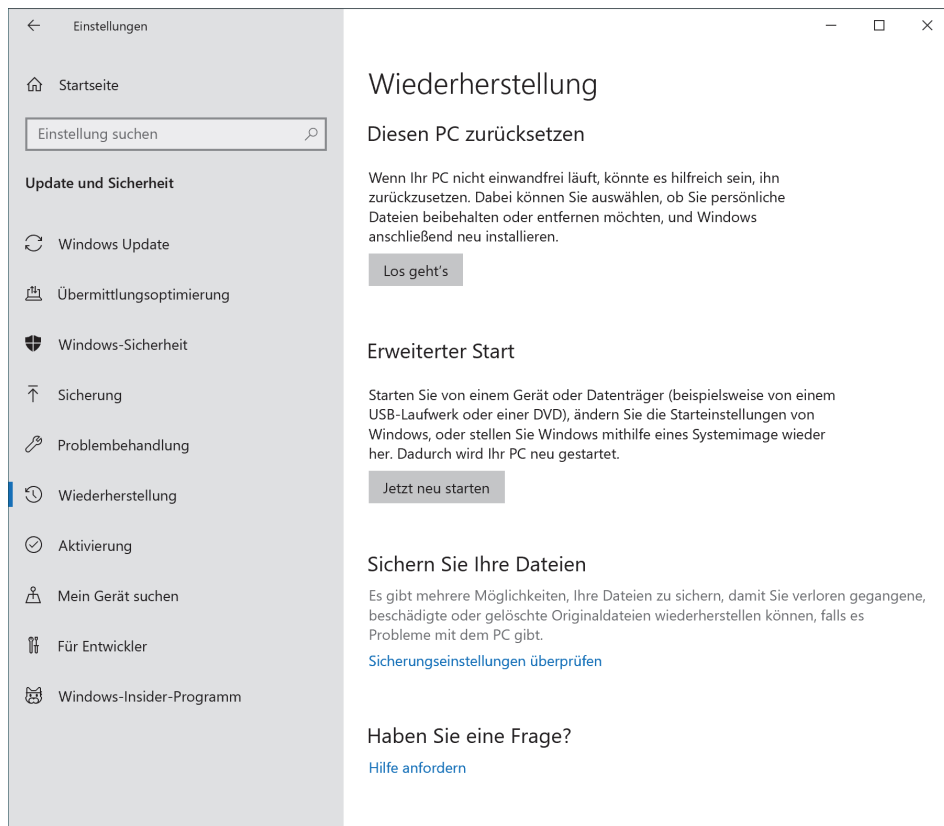 Einstellungen
Startseite
Einstellung suchen
Update und Sicherheit
Windows Update
Übermittlungsoptimierung
Windows-Sicherheit
Sicherung
Problembehandlung
Wiederherstellung
Aktivierung
Mein Gerät suchen
Für Entwickler
Windows-Insider-Programm
Wiederherstellung
Diesen PC zurücksetzen
Wenn Ihr PC nicht einwandfrei läuft, könnte es hilfreich sein, ihn
zurückzusetzen. Dabei können Sie auswählen, ob Sie persönliche
Dateien beibehalten oder entfernen möchten, und Windows
anschließend neu installieren.
Los geht's
Erweiterter Start
Starten Sie von einem Gerät oder Datenträger (beispielsweise von einem
USB-Laufwerk oder einer DVD), ändern Sie die Starteinstellungen von
Windows, oder stellen Sie Windows mithilfe eines Systemimage wieder
her. Dadurch wird Ihr PC neu gestartet.
Jetzt neu starten
Sichern Sie Ihre Dateien
Es gibt mehrere Möglichkeiten, Ihre Dateien zu sichern, damit Sie verloren gegangene,
beschädigte oder gelöschte Originaldateien wiederherstellen können, falls es
Probleme mit dem PC gibt.
Sicherungseinstellungen überprüfen
Haben Sie eine Frage?
Hilfe anfordern